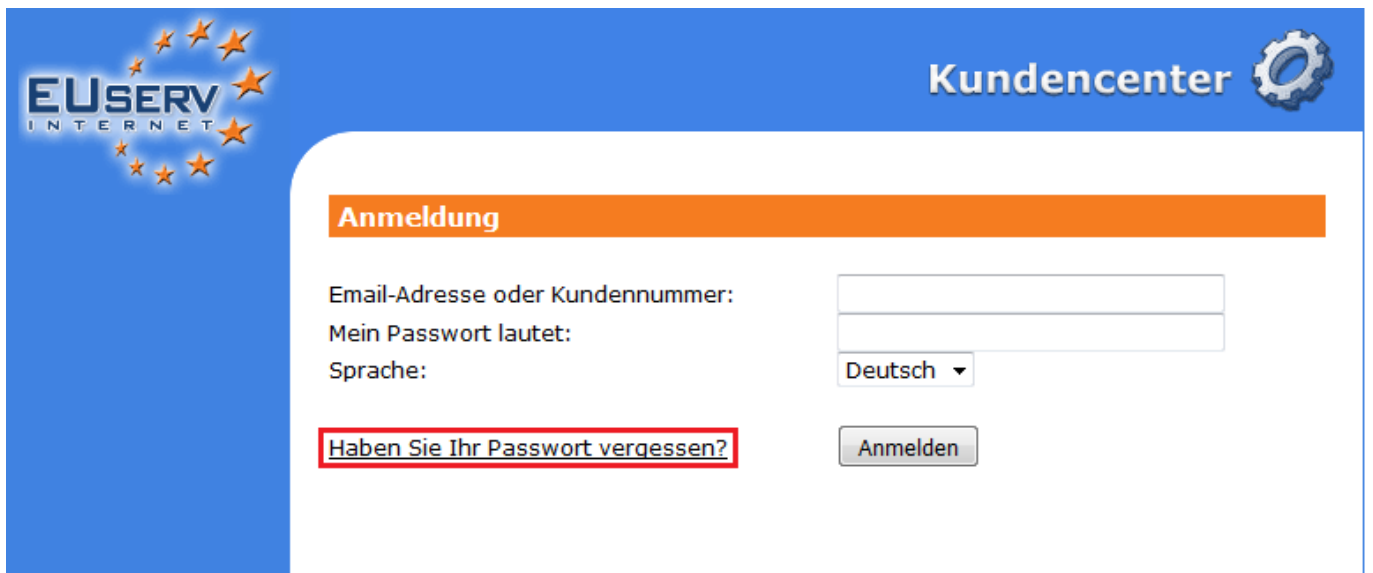 EUSERV
INTERNET
Kundencenter
Anmeldung
Email-Adresse oder Kundennummer:
Mein Passwort lautet:
Sprache:
Deutsch
Haben Sie Ihr Passwort vergessen?
Anmelden